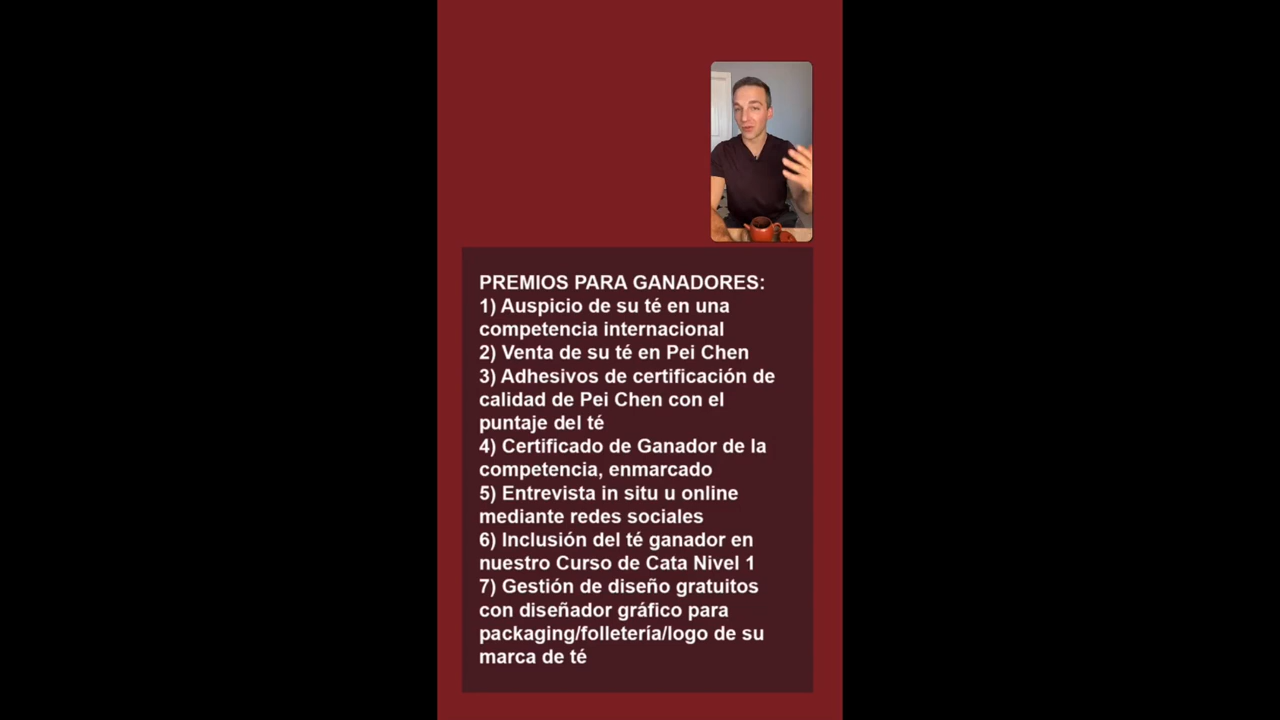 PREMIOS PARA GANADORES:
1) Auspicio de su té en una
competencia internacional
2) Venta de su té en Pei Chen
3) Adhesivos de certificación de
calidad de Pei Chen con el
puntaje del té
4) Certificado de Ganador de la
competencia, enmarcado
5) Entrevista in situ u online
mediante redes sociales
6) Inclusión del té ganador en
nuestro Curso de Cata Nivel 1
7) Gestión de diseño gratuitos
con diseñador gráfico para
packaging/folletería/logo de su
marca de té